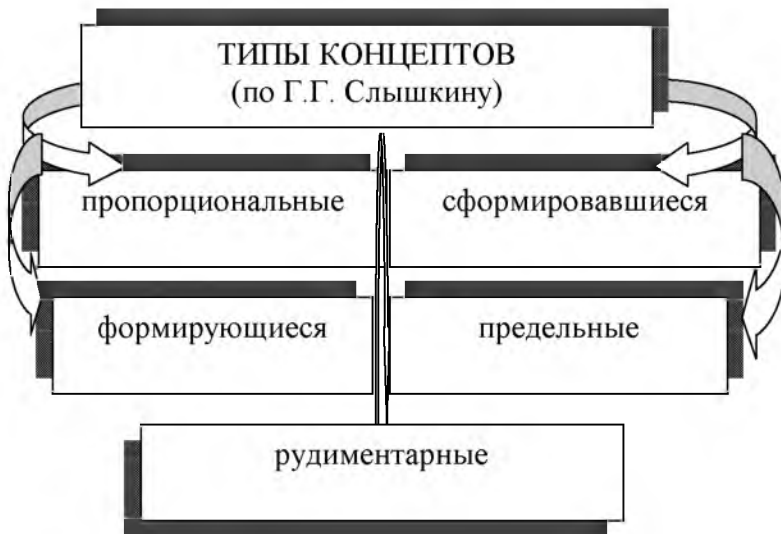 ТИПЫ КОНЦЕПТОВ
(по Г.Г. Слышкину)
пропорциональные
сформировавшиеся
формирующиеся
предельные
рудиментарные